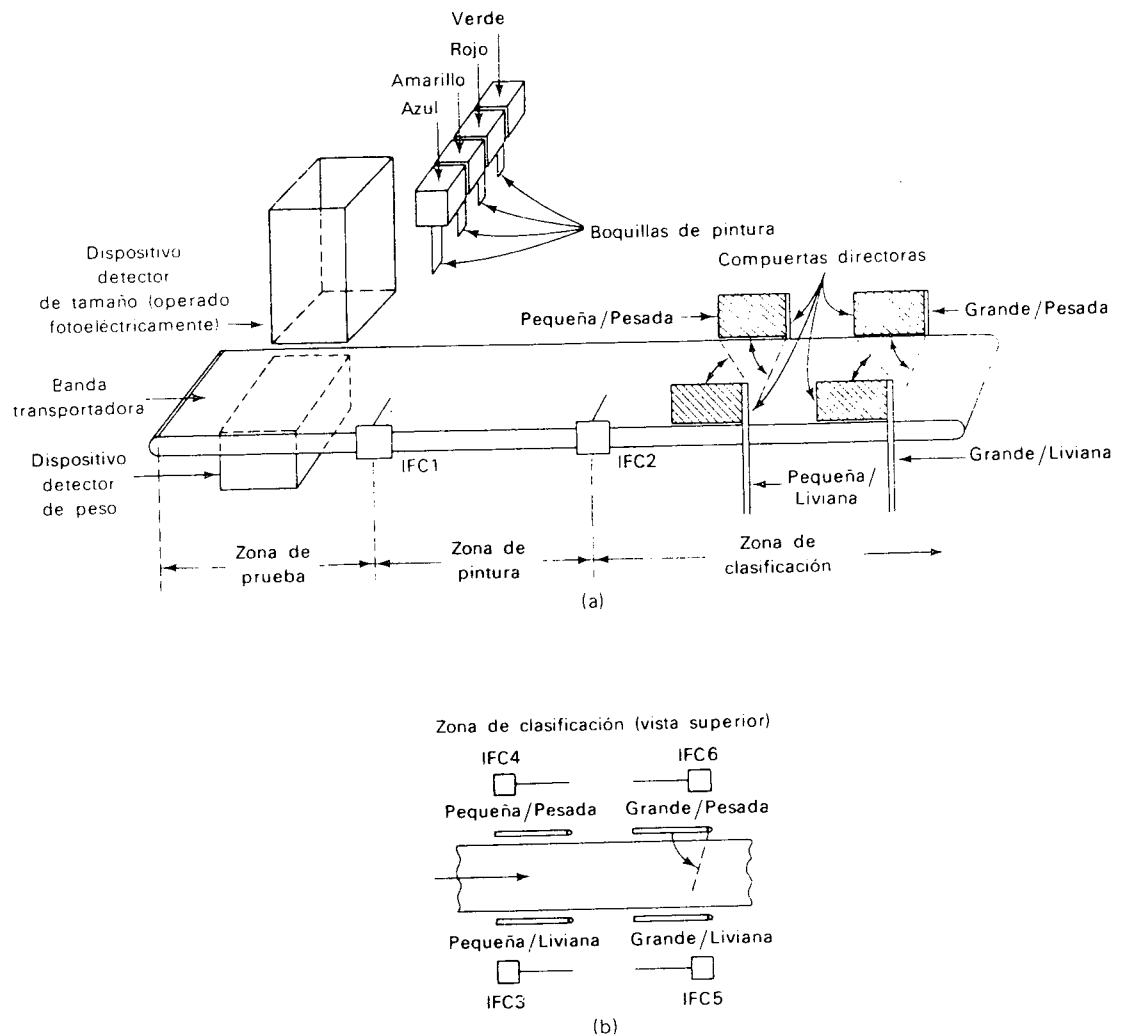 Verde
Rojo
Amarillo
Azul
Boquillas de pintura
Dispositivo
detector
de tamaño (operado
fotoeléctricamente)
Compuertas directoras
Pequeña/Pesada
Grande/Pesada
Banda
transportadora
IFC1
IFC2
Dispositivo
detector
de peso
Grande/Liviana
Pequeña/
Liviana
Zona de
prueba
Zona de
pintura
Zona de
clasificación
(a)
Zona de clasificación (vista superior)
IFC4
IFC6
Pequeña/Pesada
Grande/Pesada
Pequeña/Liviana
Grande/Liviana
IFC3
IFC5
(b)